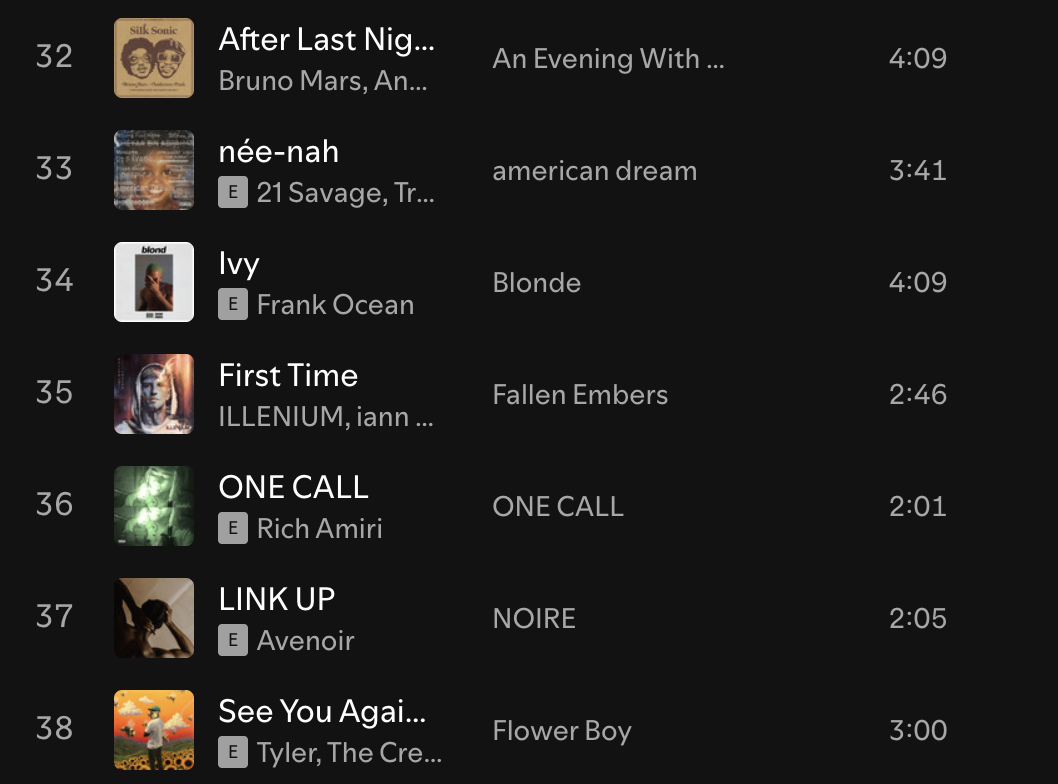 32
Silk Sonic
After Last Nig...
Bruno Mars, An...
An Evening With ...
4:09
33
née-nah
E 21 Savage, Tr...
american dream
3:41
34
blond
Ivy
E Frank Ocean
Blonde
4:09
35
First Time
ILLENIUM, iann ...
Fallen Embers
2:46
36
ONE CALL
E Rich Amiri
ONE CALL
2:01
37
LINK UP
E Avenoir
NOIRE
2:05
38
See You Agai...
E Tyler, The Cre...
Flower Boy
3:00